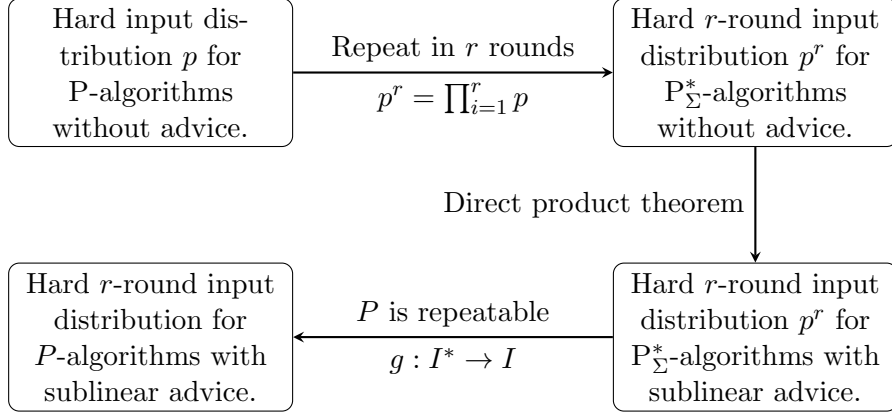 Hard input dis-
tribution p for
P-algorithms
without advice.
Repeat in r rounds
p^r = ∏_{i=1}^r p
Hard r-round input
distribution p^r for
P^*_Σ-algorithms
without advice.
Direct product theorem
Hard r-round input
distribution p^r for
P^*_Σ-algorithms with
sublinear advice.
P is repeatable
g : I^* → I
Hard r-round input
distribution for
P-algorithms with
sublinear advice.